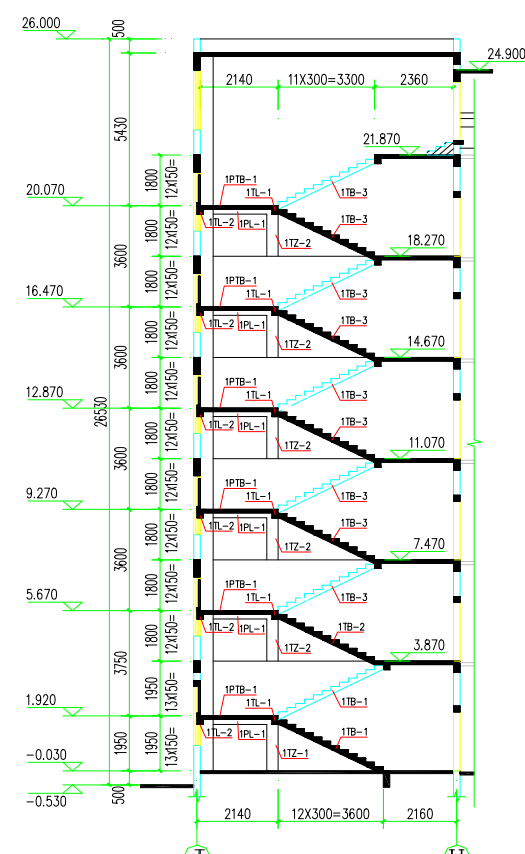 26.000
500
24.900
2140
11X300=3300
2360
5430
21.870
1800
12x150=
1PTB-1
1TB-3
20.070
1TL-1
1TL-2
1PL-1
1TZ-2
1TB-3
1800
12x150=
18.270
3600
1800
12x150=
1PTB-1
1TB-3
16.470
1TL-1
1TL-2
1PL-1
1TZ-2
1TB-3
1800
12x150=
14.670
3600
1800
12x150=
1PTB-1
1TB-3
12.870
1TL-1
1TL-2
1PL-1
1TZ-2
1TB-3
26530
1800
12x150=
11.070
3600
1800
12x150=
1PTB-1
1TB-3
9.270
1TL-1
1TL-2
1PL-1
1TZ-2
1TB-3
1800
12x150=
7.470
3600
1800
12x150=
1PTB-1
1TB-3
5.670
1TL-1
1TL-2
1PL-1
1TZ-2
1TB-2
1800
12x150=
3.870
3750
1950
13x150=
1PTB-1
1TB-1
1.920
1TL-1
1TL-2
1PL-1
1TZ-1
1TB-1
1950
1950
13x150=
-0.030
-0.530
500
2140
12X300=3600
2160